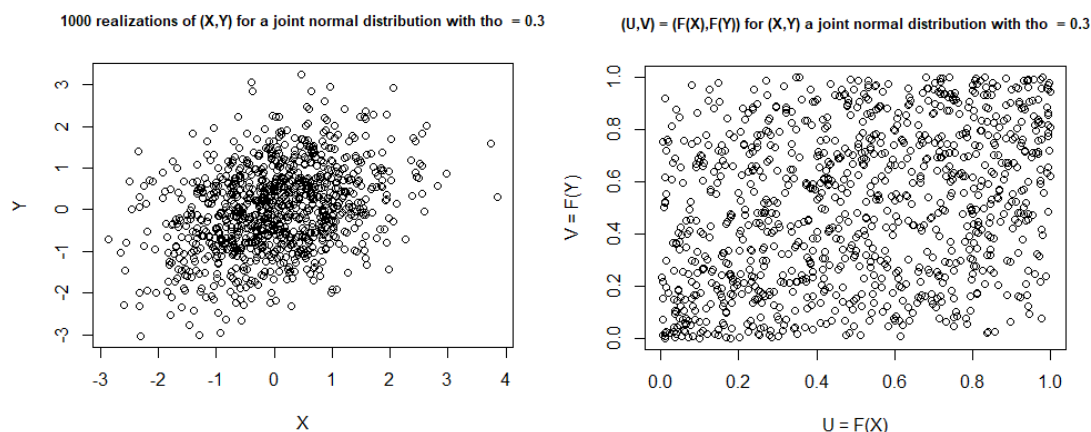 1000 realizations of (X,Y) for a joint normal distribution with tho = 0.3
3
2
1
0
-1
-2
-3
Y
-3 -2 -1 0 1 2 3 4
X
(U,V) = (F(X),F(Y)) for (X,Y) a joint normal distribution with tho = 0.3
1.0
0.8
0.6
0.4
0.2
0.0
V = F(Y)
0.0 0.2 0.4 0.6 0.8 1.0
U = F(X)